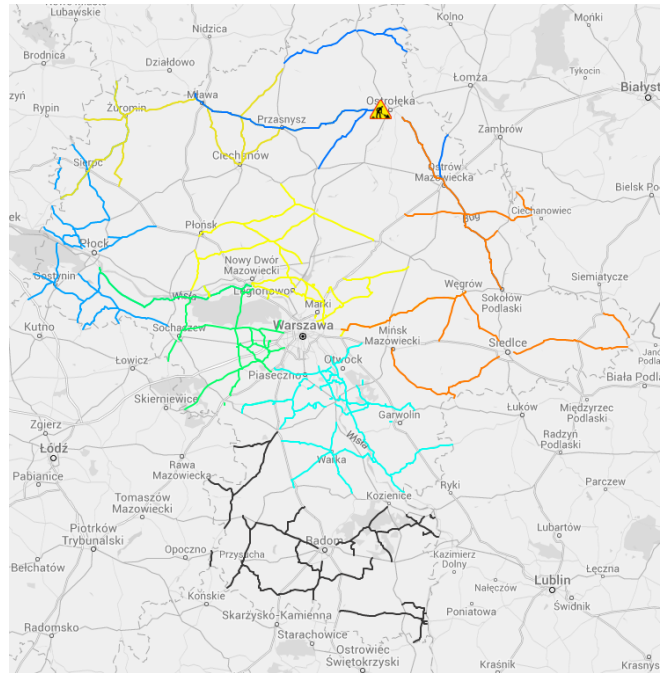 Lubawskie
Nidzica
Kolno
Mońki
Brodnica
Działdowo
Łomża
Tykocin
Rypin
Żuromin
Mława
Ostrołęka
Białyst
Przasnysz
Zambrów
Sierpc
Ciechanów
Ostrów
Mazowiecka
Bielsk Po
Płońsk
Bug
Ciechanowiec
Płock
Nowy Dwór
Mazowiecki
Gostynin
Wisła
Legionowo
Węgrów
Siemiatycze
Marki
Sokołów
Podlaski
Kutno
Sochaczew
Warszawa
Mińsk
Mazowiecki
Siedlce
Łowicz
Otwock
Piaseczno
Biała Podl
Skierniewice
Łuków
Międzyrzec
Podlaski
Zgierz
Garwolin
Radzyń
Podlaski
Łódź
Wisła
Rawa
Mazowiecka
Warka
Pabianice
Ryki
Parczew
Kozienice
Tomaszow
Mazowiecki
Piotrków
Trybunalski
Lubartów
Opoczno
Przysucha
Radom
Bełchatów
Kazimierz
Dolny
Łęczna
Nałęczów
Lublin
Końskie
Świdnik
Poniatowa
Skarżysko-Kamienna
Radomsko
Starachowice
Ostrowiec
Świętokrzyski
Kraśnik
Krasnys